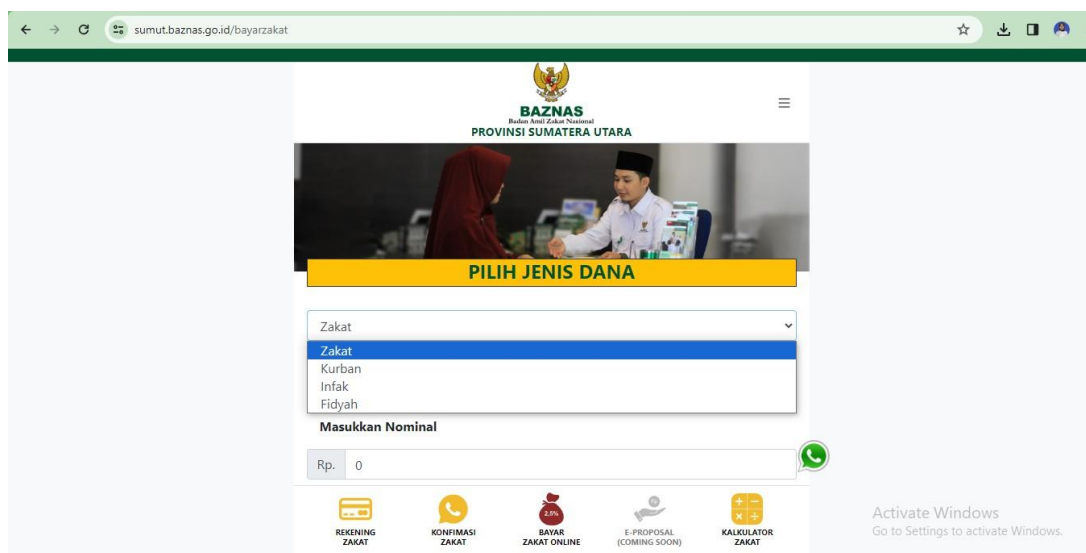 sumut.baznas.go.id/bayarzakat
BAZNAS
Badan Amil Zakat Nasional
PROVINSI SUMATERA UTARA
PILIH JENIS DANA
Zakat
Zakat
Kurban
Infak
Fidyah
Masukkan Nominal
Rp. 0
REKENING
ZAKAT
KONFIMASI
ZAKAT
2,5%
BAYAR
ZAKAT ONLINE
E-PROPOSAL
(COMING SOON)
KALKULATOR
ZAKAT
Activate Windows
Go to Settings to activate Windows.